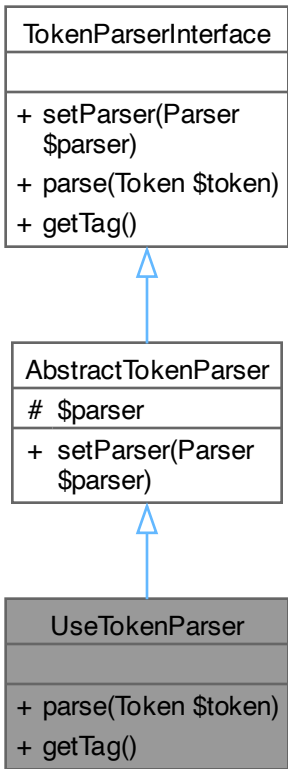 TokenParserInterface
+ setParser(Parser
$parser)
+ parse(Token $token)
+ getTag()
AbstractTokenParser
# $parser
+ setParser(Parser
$parser)
UseTokenParser
+ parse(Token $token)
+ getTag()